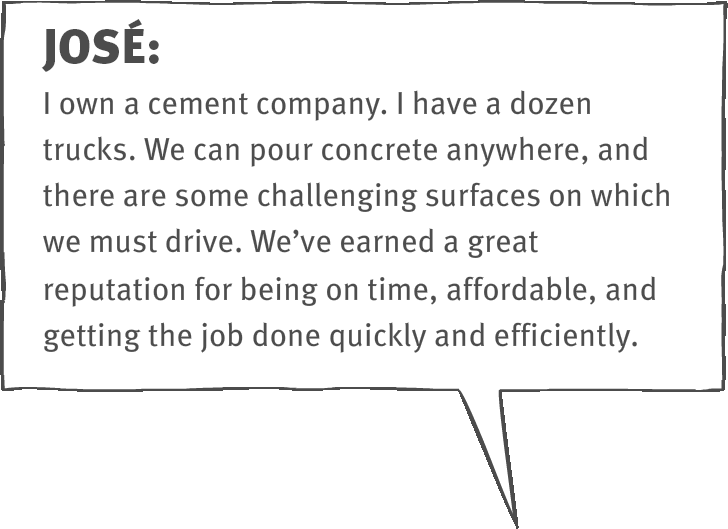 JOSÉ:
I own a cement company. I have a dozen
trucks. We can pour concrete anywhere, and
there are some challenging surfaces on which
we must drive. We’ve earned a great
reputation for being on time, affordable, and
getting the job done quickly and efficiently.